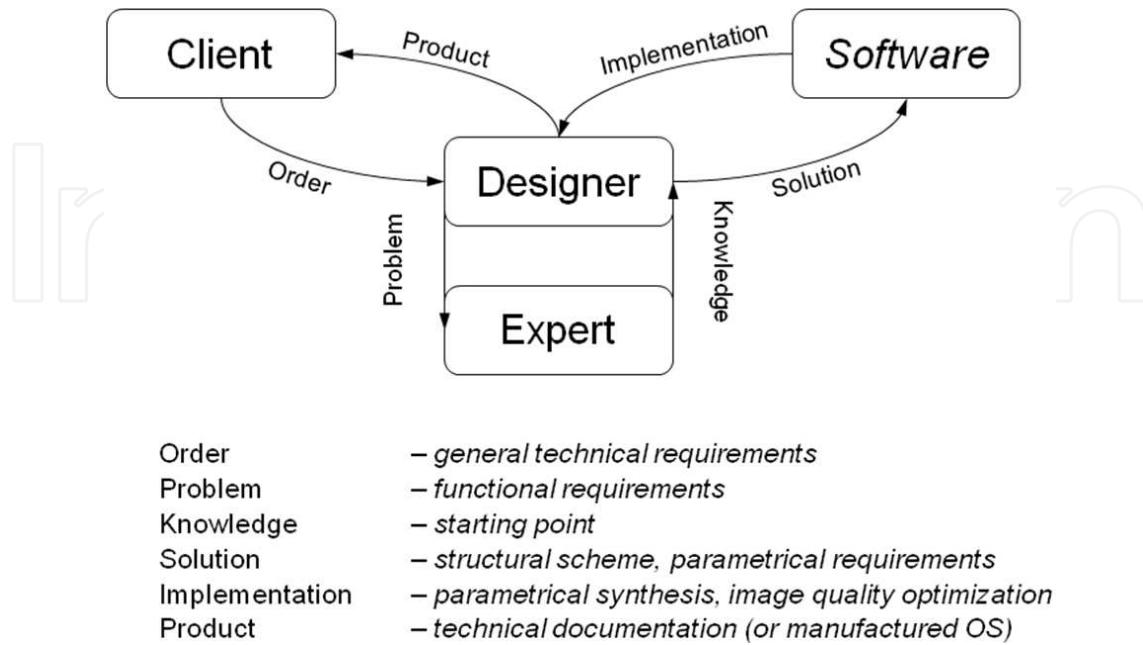 Client
Product
Implementation
Software
Order
Designer
Solution
Problem
Knowledge
Expert
Order – general technical requirements
Problem – functional requirements
Knowledge – starting point
Solution – structural scheme, parametrical requirements
Implementation – parametrical synthesis, image quality optimization
Product – technical documentation (or manufactured OS)